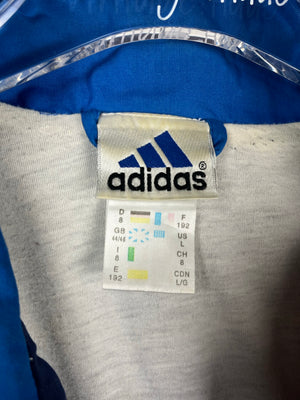 adidas ®
D 8 F 192
GB 44/46 US L
I 8 CH 8
E 192 CDN L/G